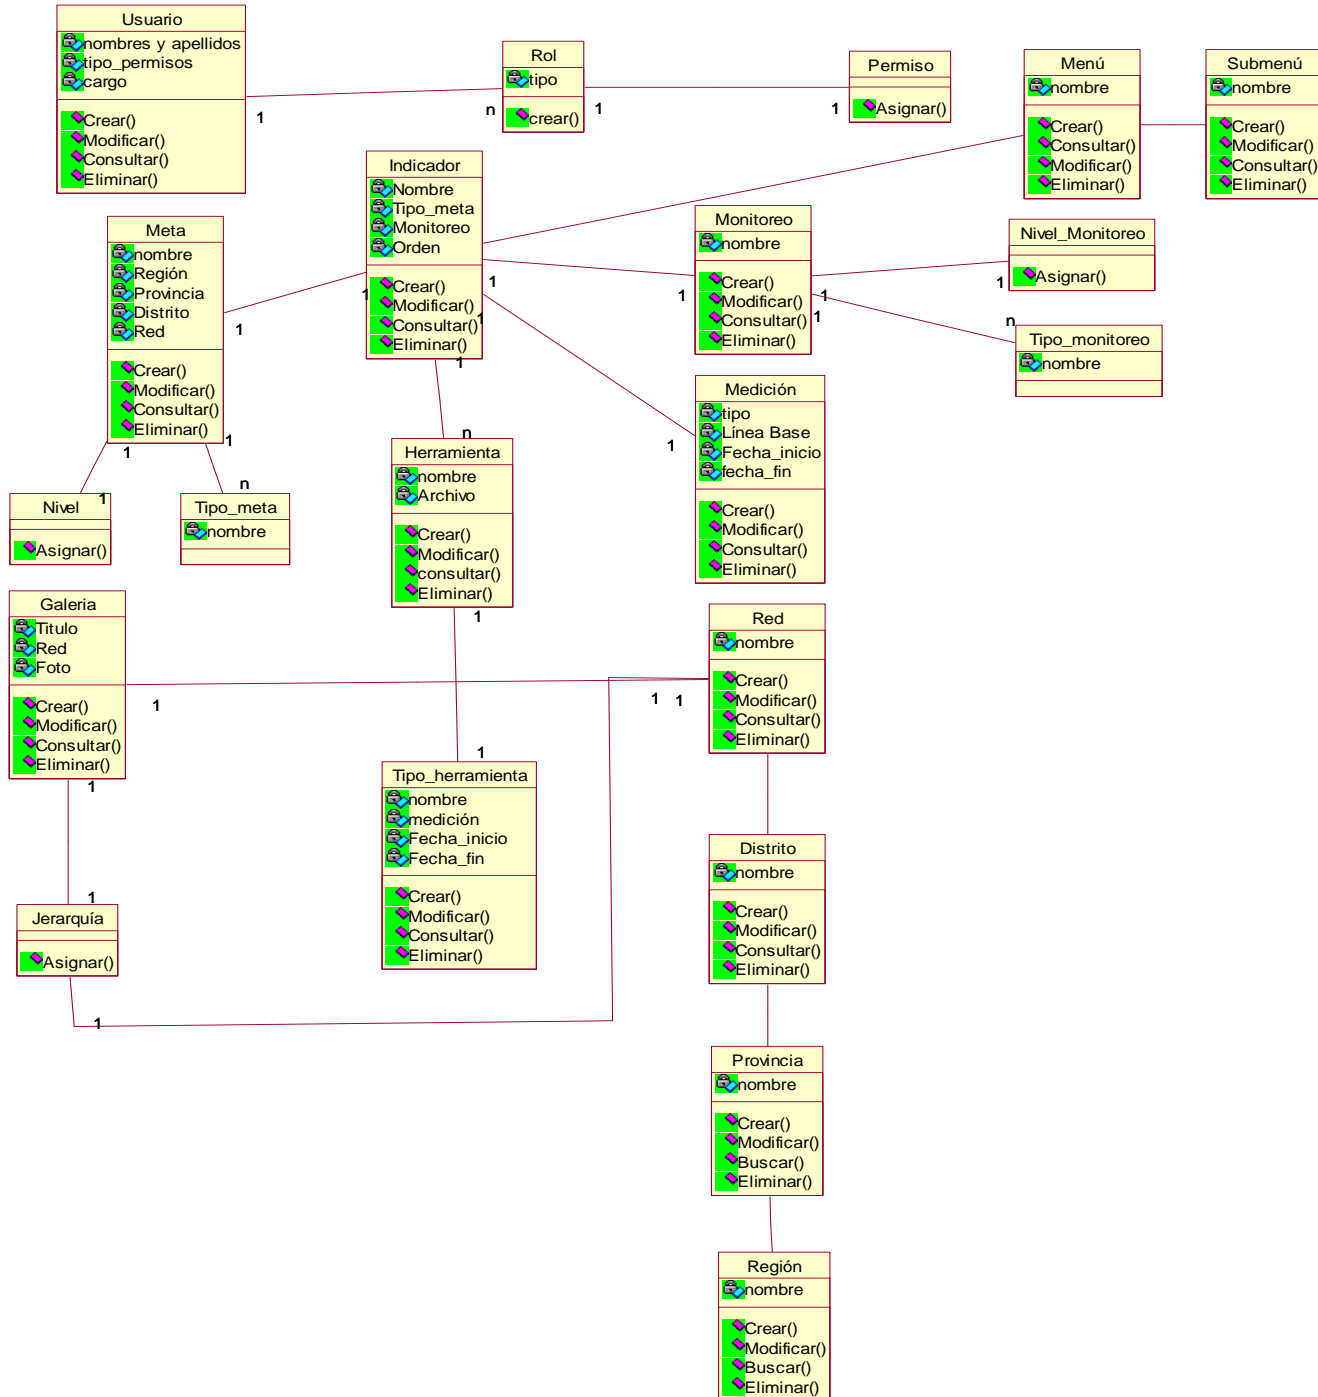 Usuario
nombres y apellidos
tipo_permisos
cargo
Crear()
Modificar()
Consultar()
Eliminar()
1
n
Rol
tipo
crear()
1
1
Permiso
Asignar()
Menú
nombre
Crear()
Consultar()
Modificar()
Eliminar()
Submenú
nombre
Crear()
Modificar()
Consultar()
Eliminar()
Indicador
Nombre
Tipo_meta
Monitoreo
Orden
Crear()
Modificar()
Consultar()
Eliminar()
1
1
1
1
Meta
nombre
Región
Provincia
Distrito
Red
Crear()
Modificar()
Consultar()
Eliminar()
1
1
1
Monitoreo
nombre
Crear()
Modificar()
Consultar()
Eliminar()
1
1
1
Nivel_Monitoreo
Asignar()
1
n
Tipo_monitoreo
nombre
Medición
tipo
Línea Base
Fecha_inicio
fecha_fin
Crear()
Modificar()
Consultar()
Eliminar()
1
n
Herramienta
nombre
Archivo
Crear()
Modificar()
consultar()
Eliminar()
1
Nivel
Asignar()
1
n
Tipo_meta
nombre
Galeria
Titulo
Red
Foto
Crear()
Modificar()
Consultar()
Eliminar()
1
1
Red
nombre
Crear()
Modificar()
Consultar()
Eliminar()
1
1
1
Tipo_herramienta
nombre
medición
Fecha_inicio
Fecha_fin
Crear()
Modificar()
Consultar()
Eliminar()
Distrito
nombre
Crear()
Modificar()
Consultar()
Eliminar()
1
Jerarquía
Asignar()
1
Provincia
nombre
Crear()
Modificar()
Buscar()
Eliminar()
Región
nombre
Crear()
Modificar()
Buscar()
Eliminar()